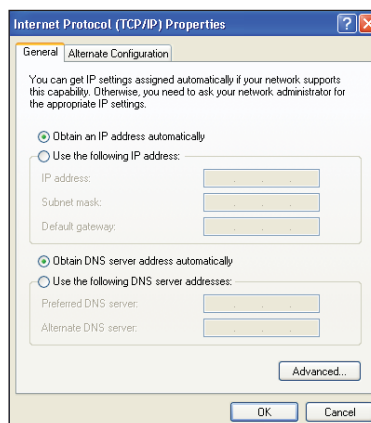 Internet Protocol (TCP/IP) Properties
General
Alternate Configuration
You can get IP settings assigned automatically if your network supports
this capability. Otherwise, you need to ask your network administrator for
the appropriate IP settings.
Obtain an IP address automatically
Use the following IP address:
IP address:
Subnet mask:
Default gateway:
Obtain DNS server address automatically
Use the following DNS server addresses:
Preferred DNS server:
Alternate DNS server:
Advanced...
OK
Cancel